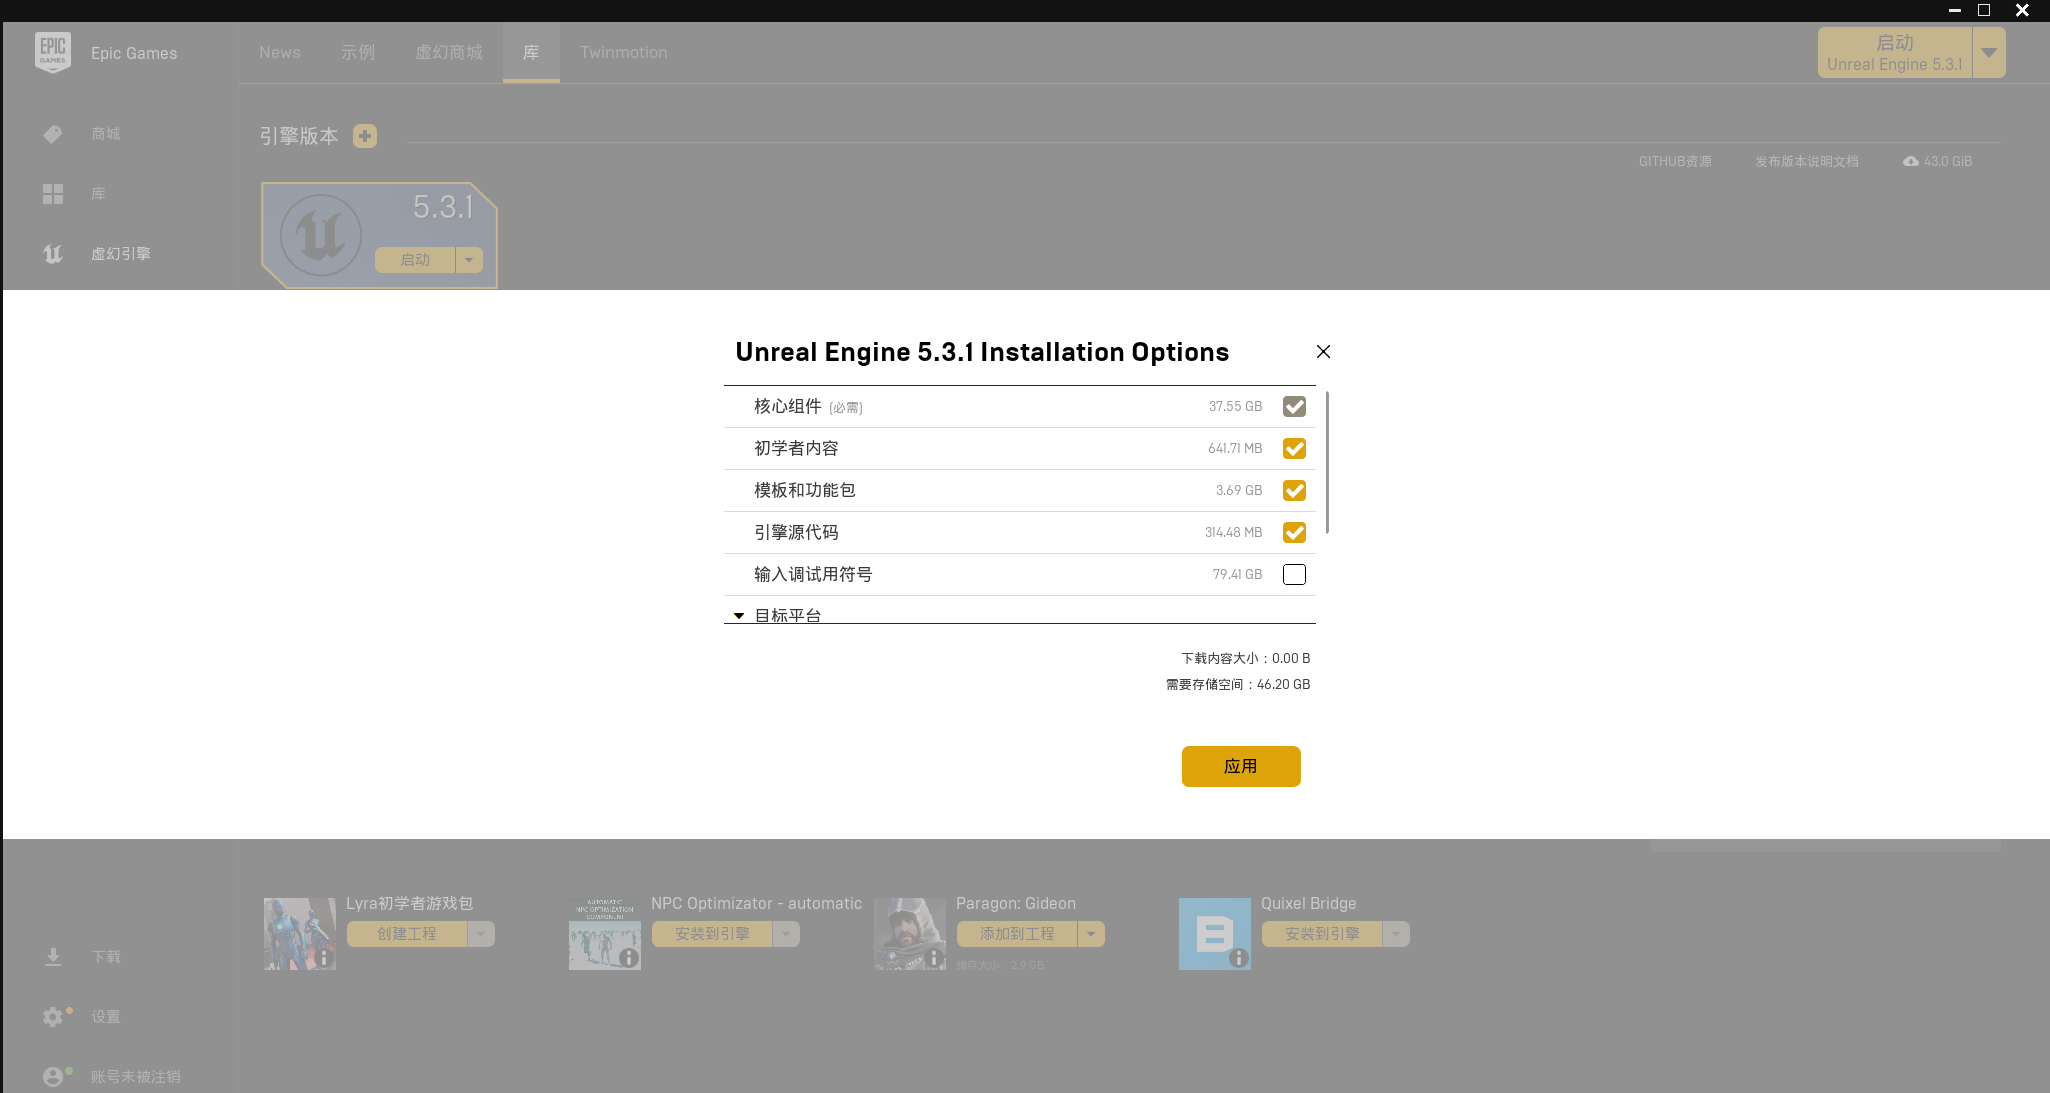 EPIC GAMES
Epic Games
News
示例
虚幻商城
库
Twinmotion
启动
Unreal Engine 5.3.1
商城
库
虚幻引擎
引擎版本
GITHUB资源
发布版本说明文档
43.0 GiB
5.3.1
启动
Unreal Engine 5.3.1 Installation Options
核心组件 (必需)
37.55 GB
初学者内容
641.71 MB
模板和功能包
3.69 GB
引擎源代码
314.48 MB
输入调试用符号
79.41 GB
目标平台
下载内容大小：0.00 B
需要存储空间：46.20 GB
应用
Lyra初学者游戏包
创建工程
AUTOMATIC
NPC OPTIMIZATION
COMPONENT
NPC Optimizator - automatic
安装到引擎
Paragon: Gideon
添加到工程
缓存大小：2.9 GB
Quixel Bridge
安装到引擎
下载
设置
账号未被注销